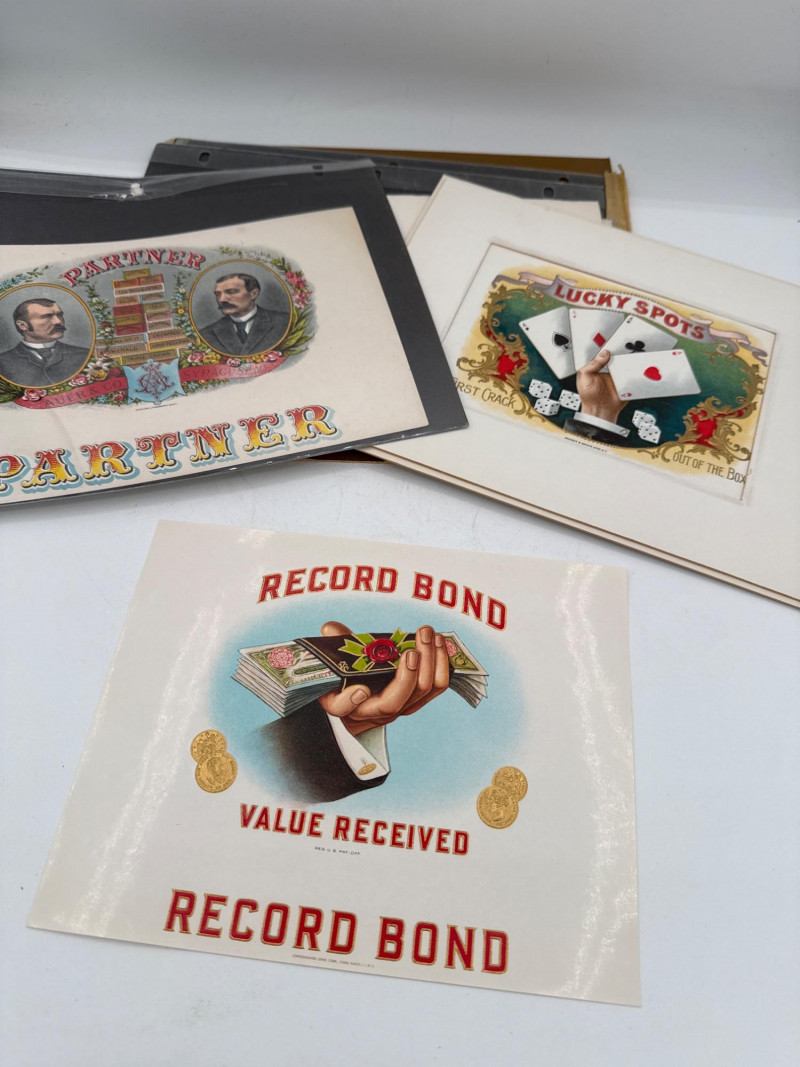 PARTNER
PARTNER
LUCKY SPOTS
FIRST CRACK
OUT OF THE BOX
RECORD BOND
VALUE RECEIVED
REG. U. S. PAT. OFF.
RECORD BOND